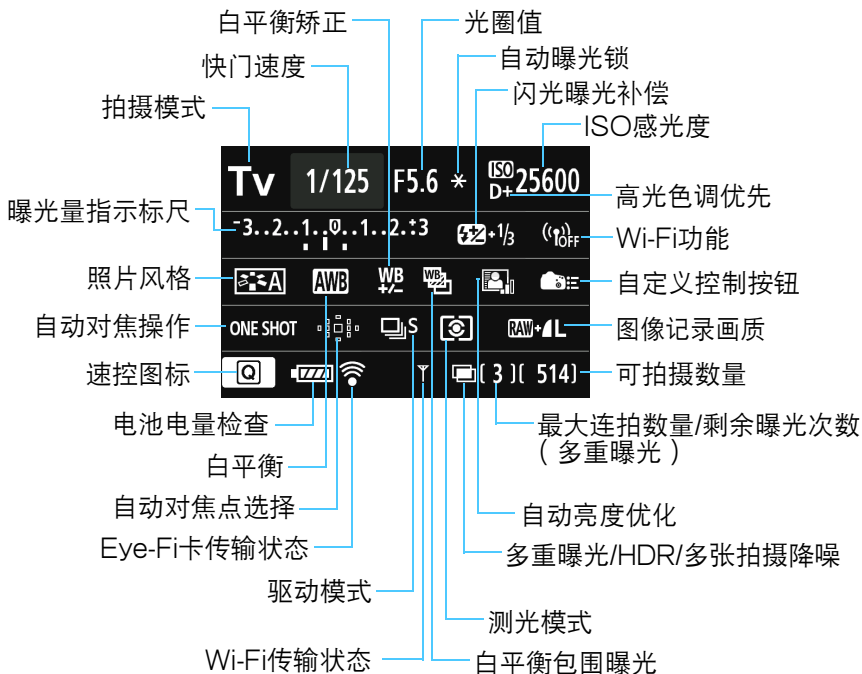 白平衡矫正
光圈值
快门速度
自动曝光锁
拍摄模式
闪光曝光补偿
ISO感光度
Tv 1/125 F5.6 * ISO D+ 25600
高光色调优先
曝光量指示标尺
-3..2..1..0..1..2..+3 +1/3 OFF
Wi-Fi功能
照片风格
A AWB WB +/- WB
自定义控制按钮
自动对焦操作
ONE SHOT S RAW+L
图像记录画质
速控图标
Q [ 3 ][ 514]
可拍摄数量
电池电量检查
最大连拍数量/剩余曝光次数
(多重曝光)
白平衡
自动对焦点选择
自动亮度优化
Eye-Fi卡传输状态
多重曝光/HDR/多张拍摄降噪
驱动模式
测光模式
Wi-Fi传输状态
白平衡包围曝光